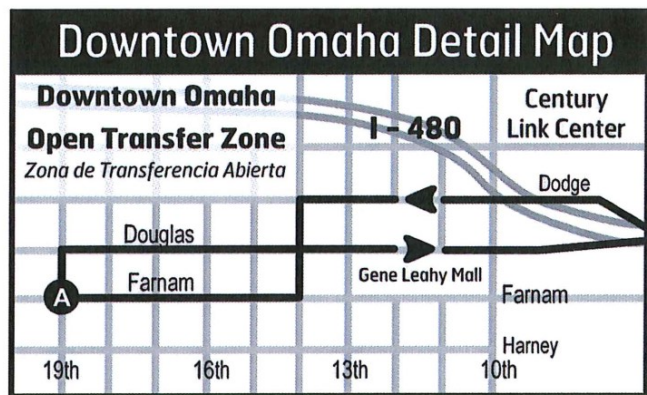 Downtown Omaha Detail Map
Downtown Omaha
Open Transfer Zone
Zona de Transferencia Abierta
I - 480
Century
Link Center
Dodge
Douglas
Gene Leahy Mall
Farnam
A
Farnam
Harney
19th
16th
13th
10th